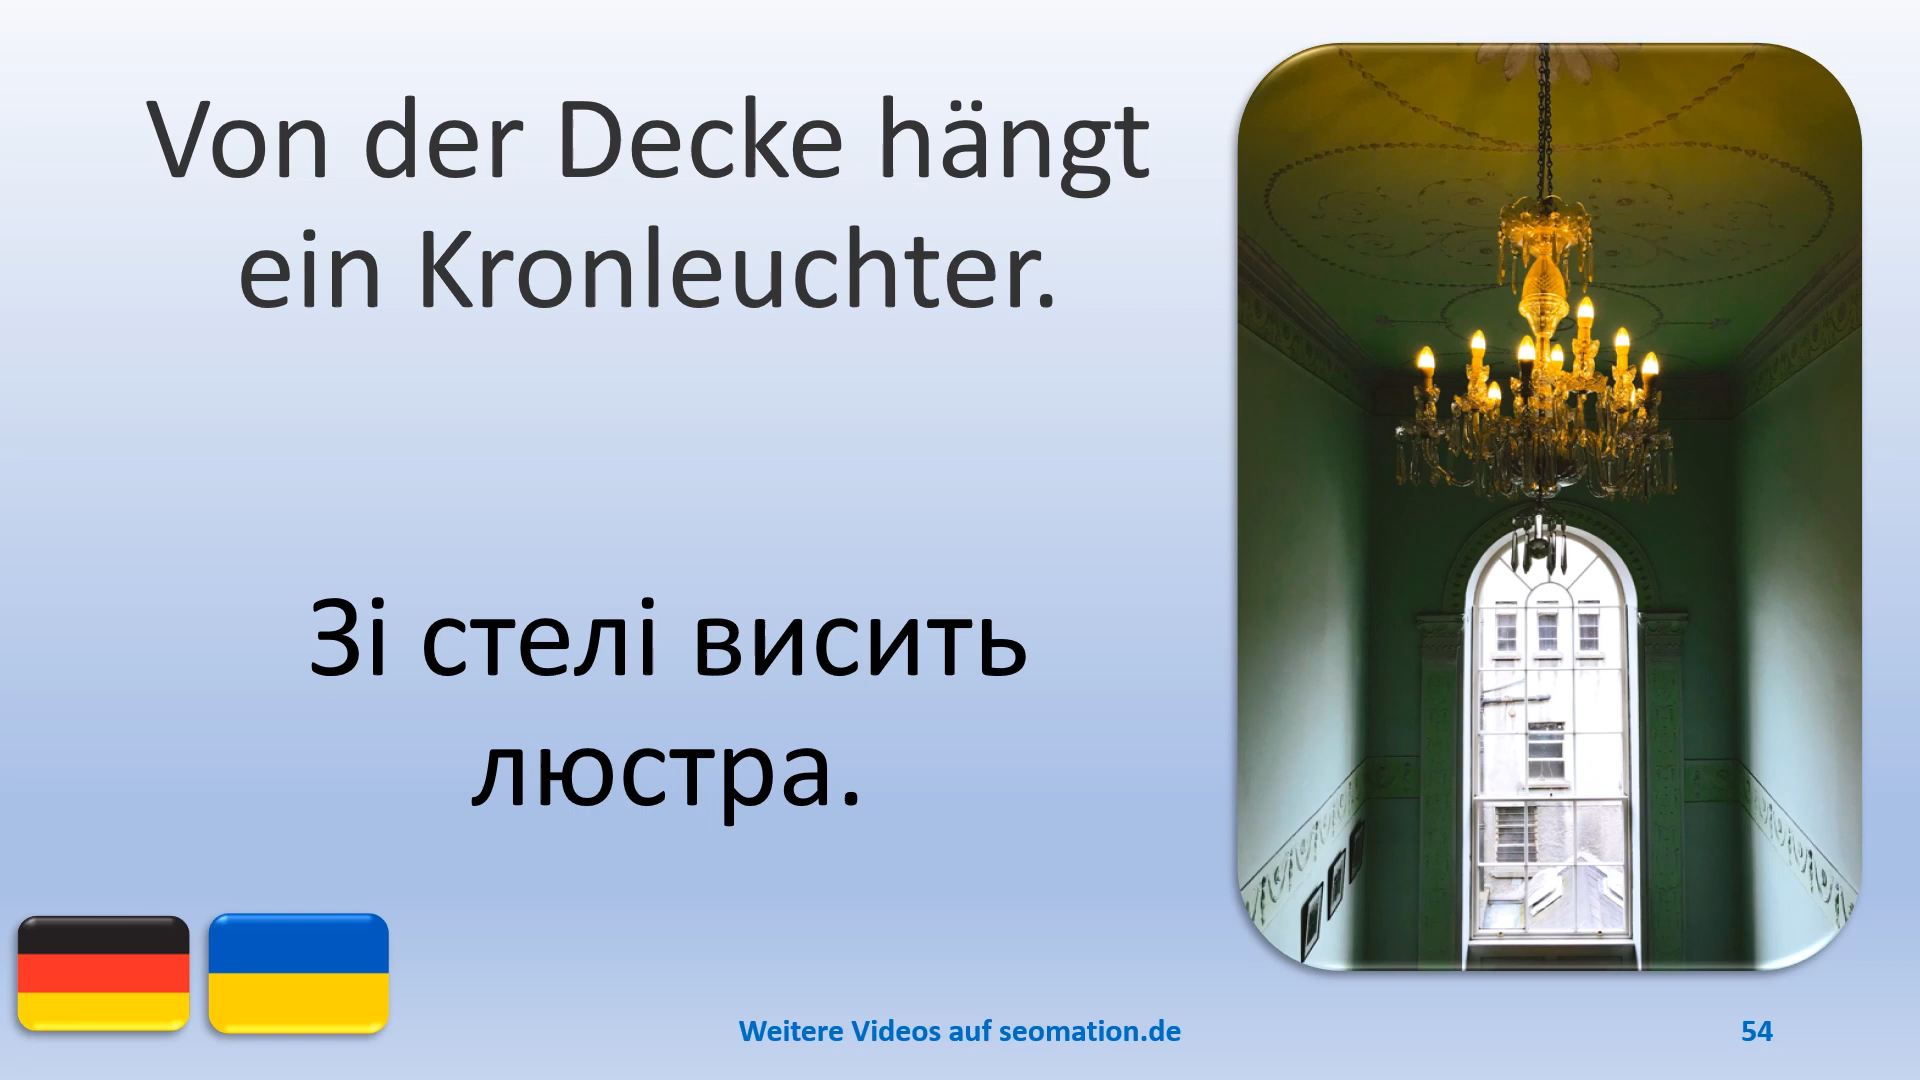 Von der Decke hängt
ein Kronleuchter.
Зі стелі висить
люстра.
Weitere Videos auf seomation.de
54